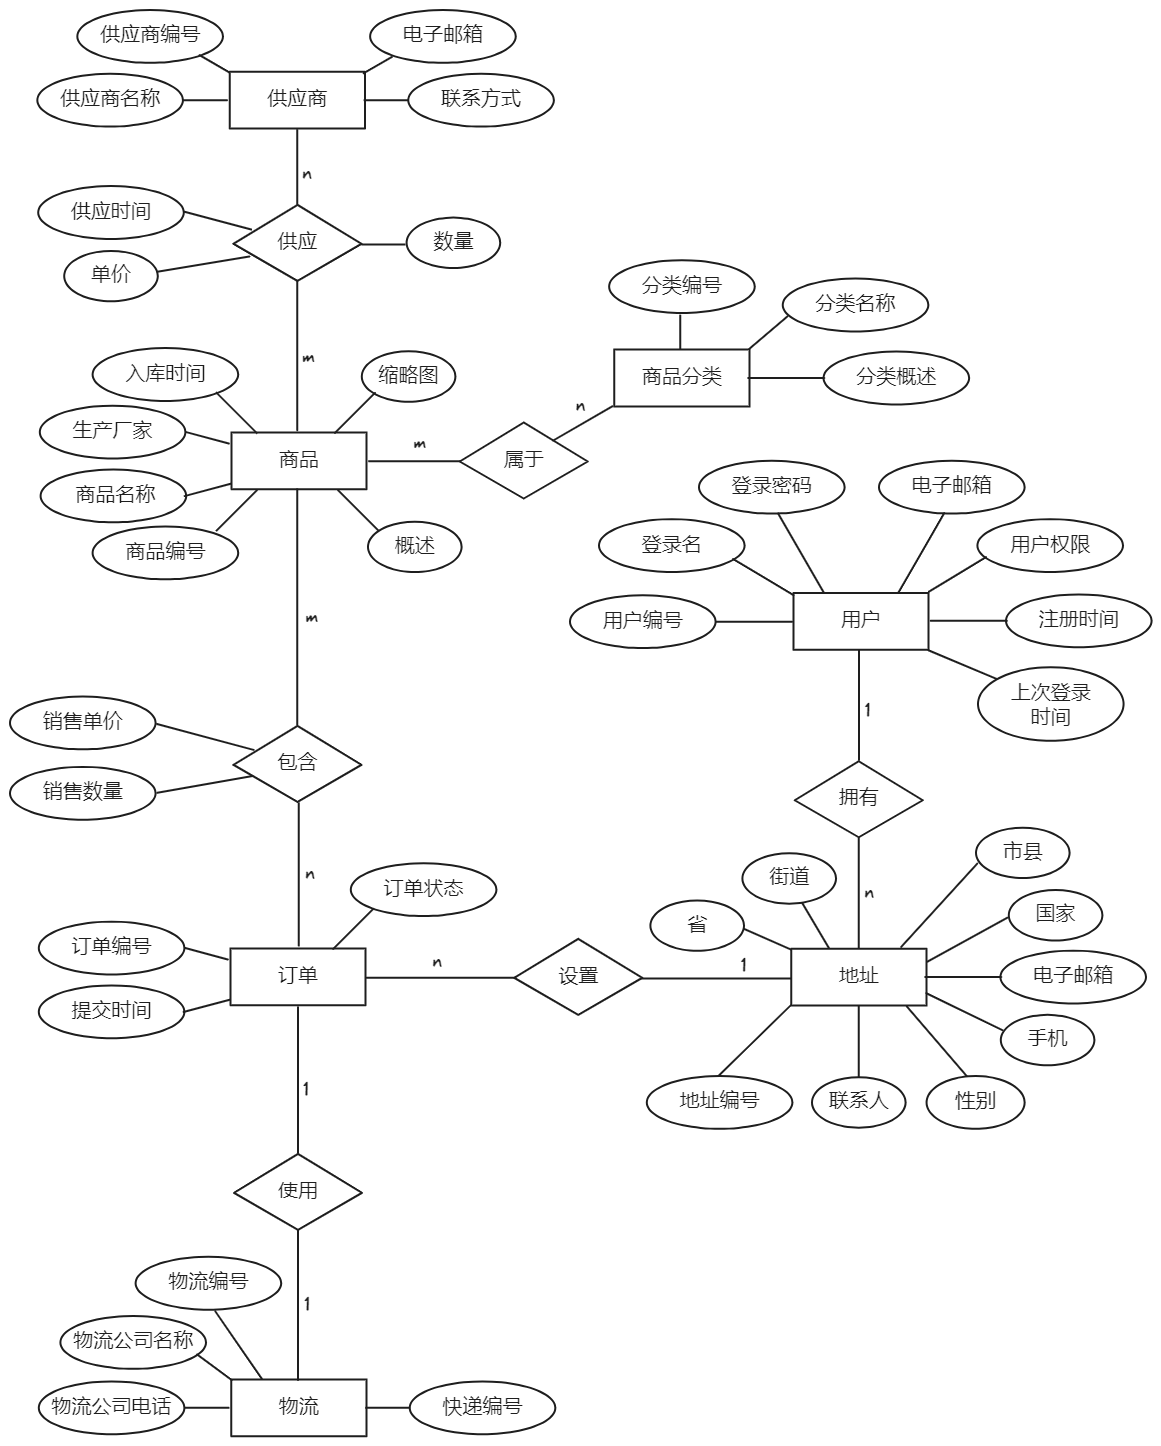 供应商编号
电子邮箱
供应商名称
供应商
联系方式
n
供应时间
供应
数量
单价
m
分类编号
分类名称
商品分类
分类概述
n
入库时间
缩略图
生产厂家
商品
m
属于
商品名称
商品编号
概述
登录密码
电子邮箱
登录名
用户权限
用户编号
用户
注册时间
上次登录
时间
m
1
销售单价
包含
销售数量
拥有
n
订单状态
n
市县
街道
省
国家
订单编号
订单
n
设置
1
地址
电子邮箱
提交时间
手机
地址编号
联系人
性别
1
使用
物流编号
1
物流公司名称
物流公司电话
物流
快递编号